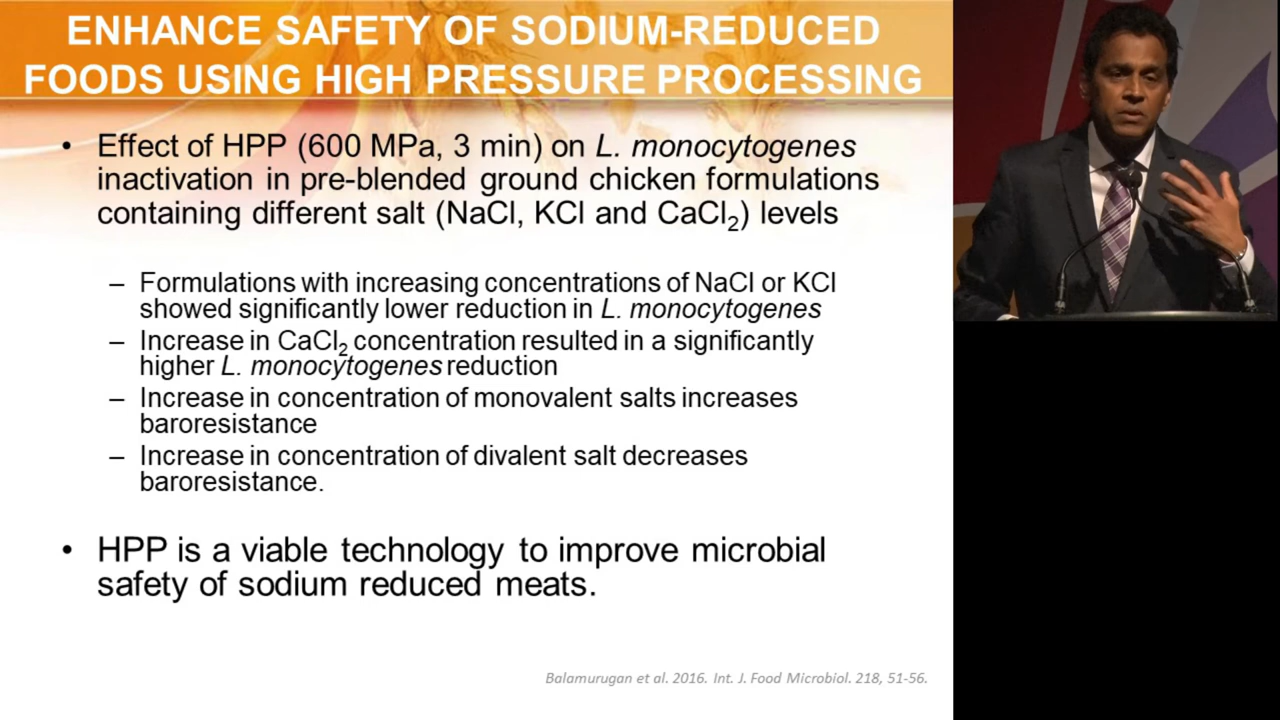 ENHANCE SAFETY OF SODIUM-REDUCED
FOODS USING HIGH PRESSURE PROCESSING
• Effect of HPP (600 MPa, 3 min) on L. monocytogenes
inactivation in pre-blended ground chicken formulations
containing different salt (NaCl, KCl and CaCl₂) levels
– Formulations with increasing concentrations of NaCl or KCl
showed significantly lower reduction in L. monocytogenes
– Increase in CaCl₂ concentration resulted in a significantly
higher L. monocytogenes reduction
– Increase in concentration of monovalent salts increases
baroresistance
– Increase in concentration of divalent salt decreases
baroresistance.
• HPP is a viable technology to improve microbial
safety of sodium reduced meats.
Balamurugan et al. 2016. Int. J. Food Microbiol. 218, 51-56.